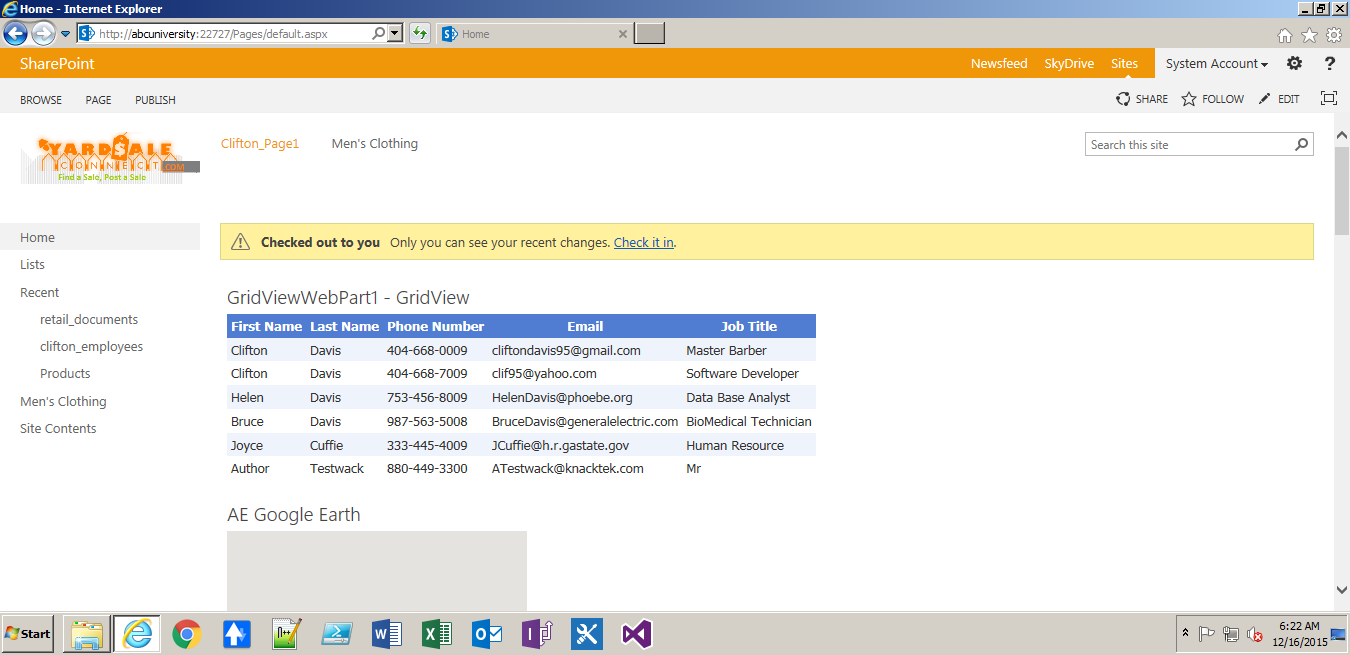 Home - Internet Explorer
http://abcuniversity:22727/Pages/default.aspx
Home
SharePoint
Newsfeed SkyDrive Sites System Account ?
BROWSE PAGE PUBLISH
SHARE FOLLOW EDIT
YARDSALE
CONNECT.COM
Find a Sale, Post a Sale
Clifton_Page1 Men's Clothing
Search this site
Home
Lists
Recent
retail_documents
clifton_employees
Products
Men's Clothing
Site Contents
Checked out to you Only you can see your recent changes. Check it in.
GridViewWebPart1 - GridView
First Name Last Name Phone Number Email Job Title
Clifton Davis 404-668-0009 cliftondavis95@gmail.com Master Barber
Clifton Davis 404-668-7009 clif95@yahoo.com Software Developer
Helen Davis 753-456-8009 HelenDavis@phoebe.org Data Base Analyst
Bruce Davis 987-563-5008 BruceDavis@generalelectric.com BioMedical Technician
Joyce Cuffie 333-445-4009 JCuffie@h.r.gastate.gov Human Resource
Author Testwack 880-449-3300 ATestwack@knacktek.com Mr
AE Google Earth
Start
6:22 AM
12/16/2015